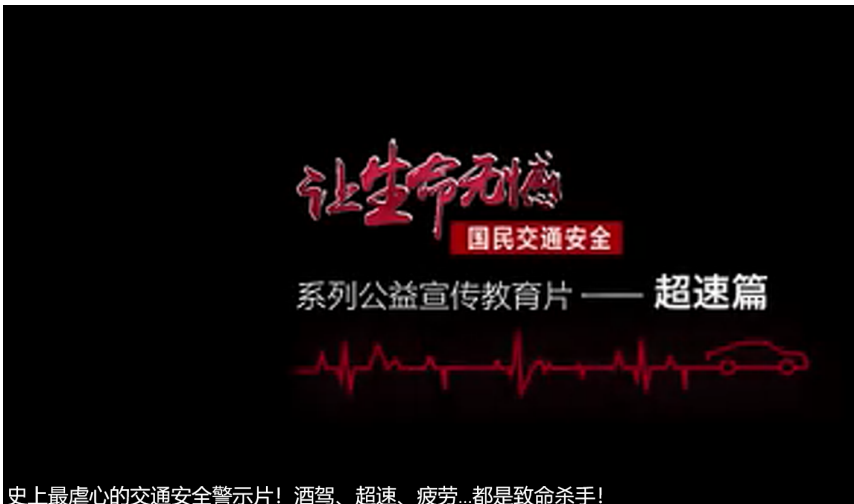 让生命无憾
国民交通安全
系列公益宣传教育片——超速篇
史上最虐心的交通安全警示片！酒驾、超速、疲劳...都是致命杀手！